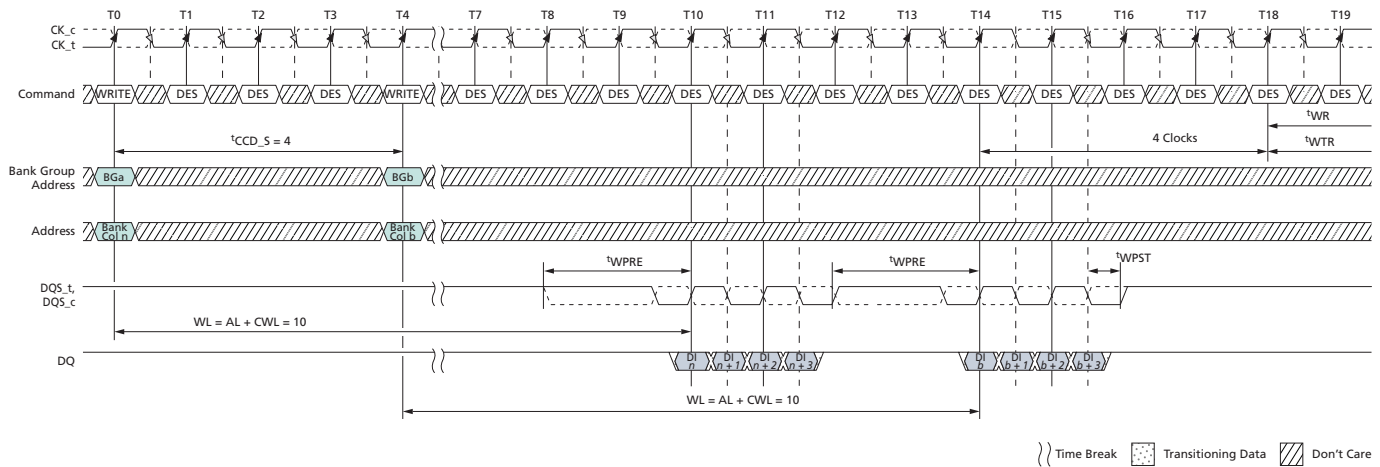 T0 T1 T2 T3 T4 T7 T8 T9 T10 T11 T12 T13 T14 T15 T16 T17 T18 T19
CK_c
CK_t
Command WRITE DES DES DES WRITE DES DES DES DES DES DES DES DES DES DES DES DES DES
tWR
tCCD_S = 4 4 Clocks tWTR
Bank Group
Address BGa BGb
Address Bank
Col n Bank
Col b
tWPRE tWPRE tWPST
DQS_t,
DQS_c
WL = AL + CWL = 10
DQ DI
n DI
n + 1 DI
n + 2 DI
n + 3 DI
b DI
b + 1 DI
b + 2 DI
b + 3
WL = AL + CWL = 10
Time Break Transitioning Data Don't Care